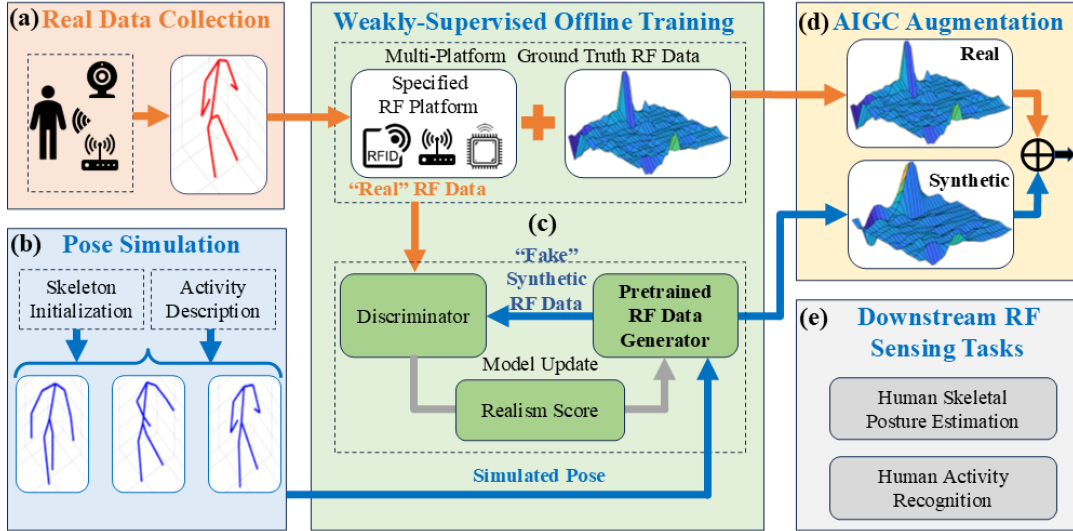 (a) Real Data Collection
(b) Pose Simulation
Skeleton
Initialization
Activity
Description
Weakly-Supervised Offline Training
Multi-Platform Ground Truth RF Data
Specified
RF Platform
RFID
“Real” RF Data
(c)
“Fake”
Synthetic
RF Data
Discriminator
Pretrained
RF Data
Generator
Model Update
Realism Score
Simulated Pose
(d) AIGC Augmentation
Real
Synthetic
(e) Downstream RF
Sensing Tasks
Human Skeletal
Posture Estimation
Human Activity
Recognition